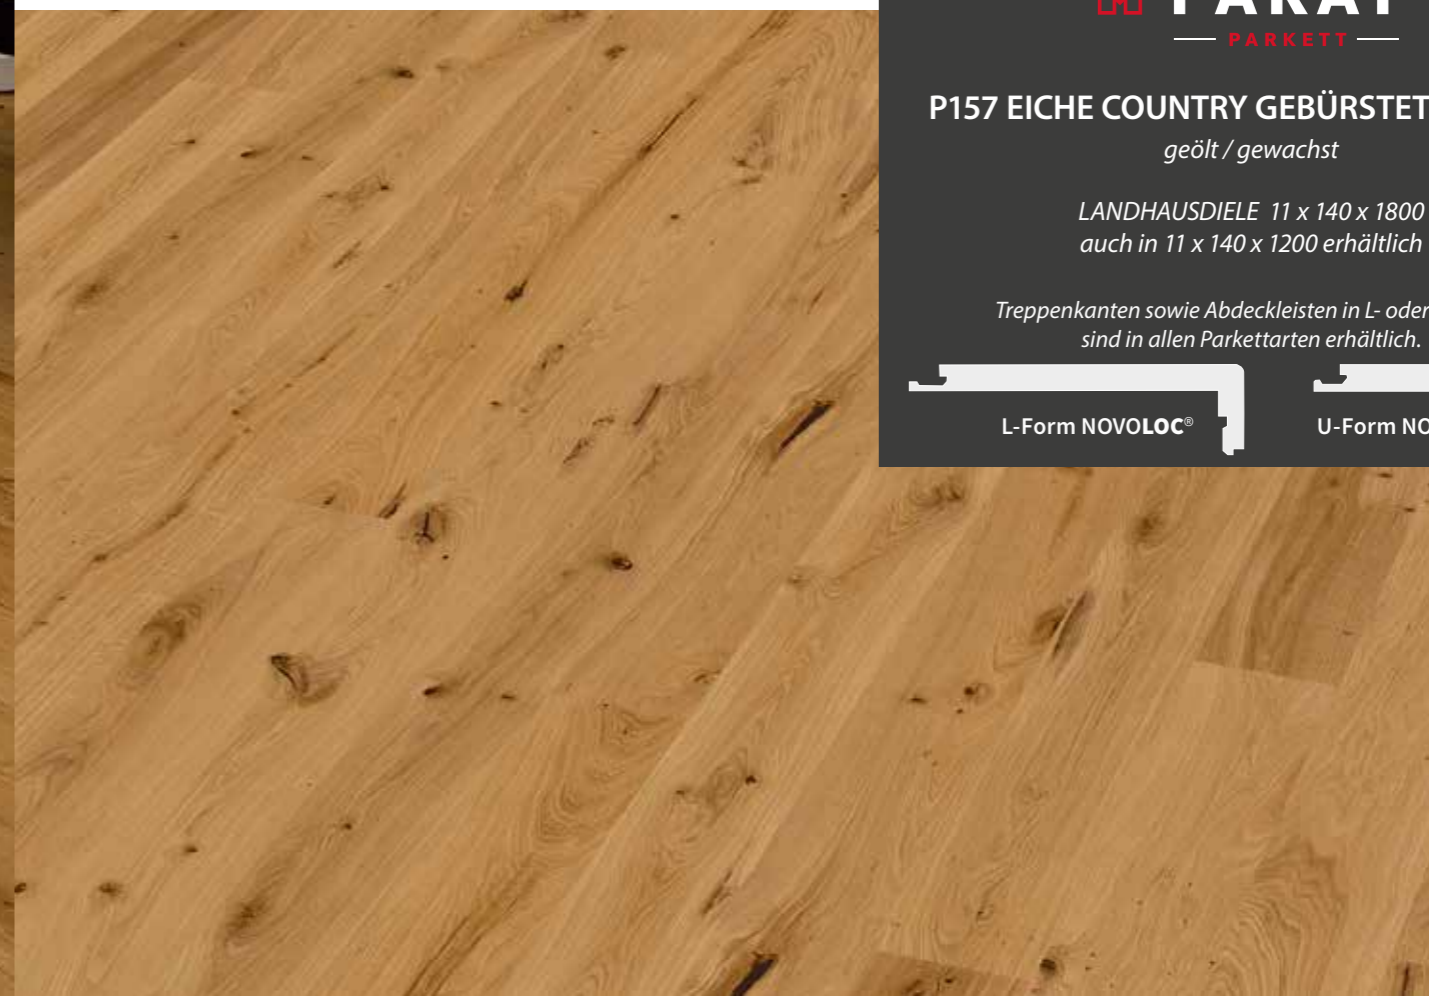 PARKETT
P157 EICHE COUNTRY GEBÜRSTET
geölt / gewachst
LANDHAUSDIELE 11 x 140 x 1800
auch in 11 x 140 x 1200 erhältlich
Treppenkanten sowie Abdeckleisten in L- oder
sind in allen Parkettarten erhältlich.
L-Form NOVOLOC® U-Form